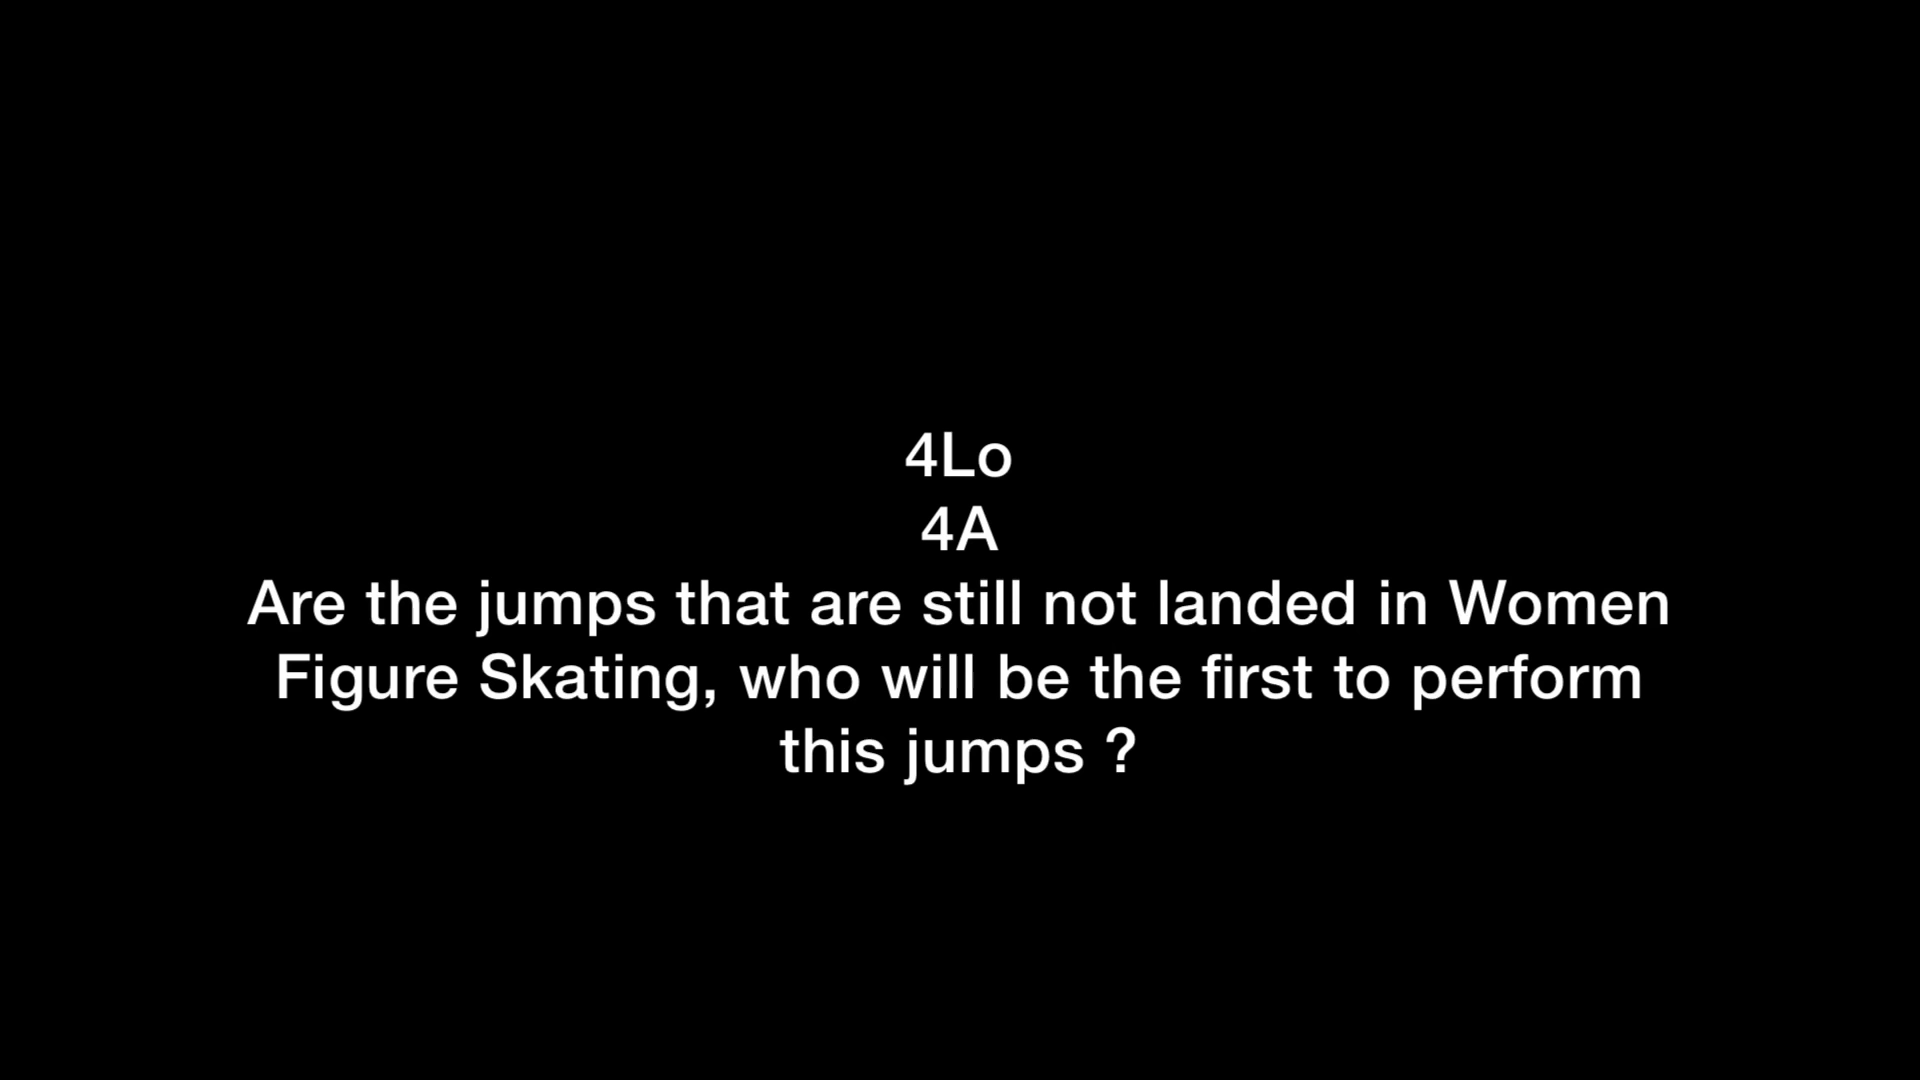 4Lo
4A
Are the jumps that are still not landed in Women
Figure Skating, who will be the first to perform
this jumps ?